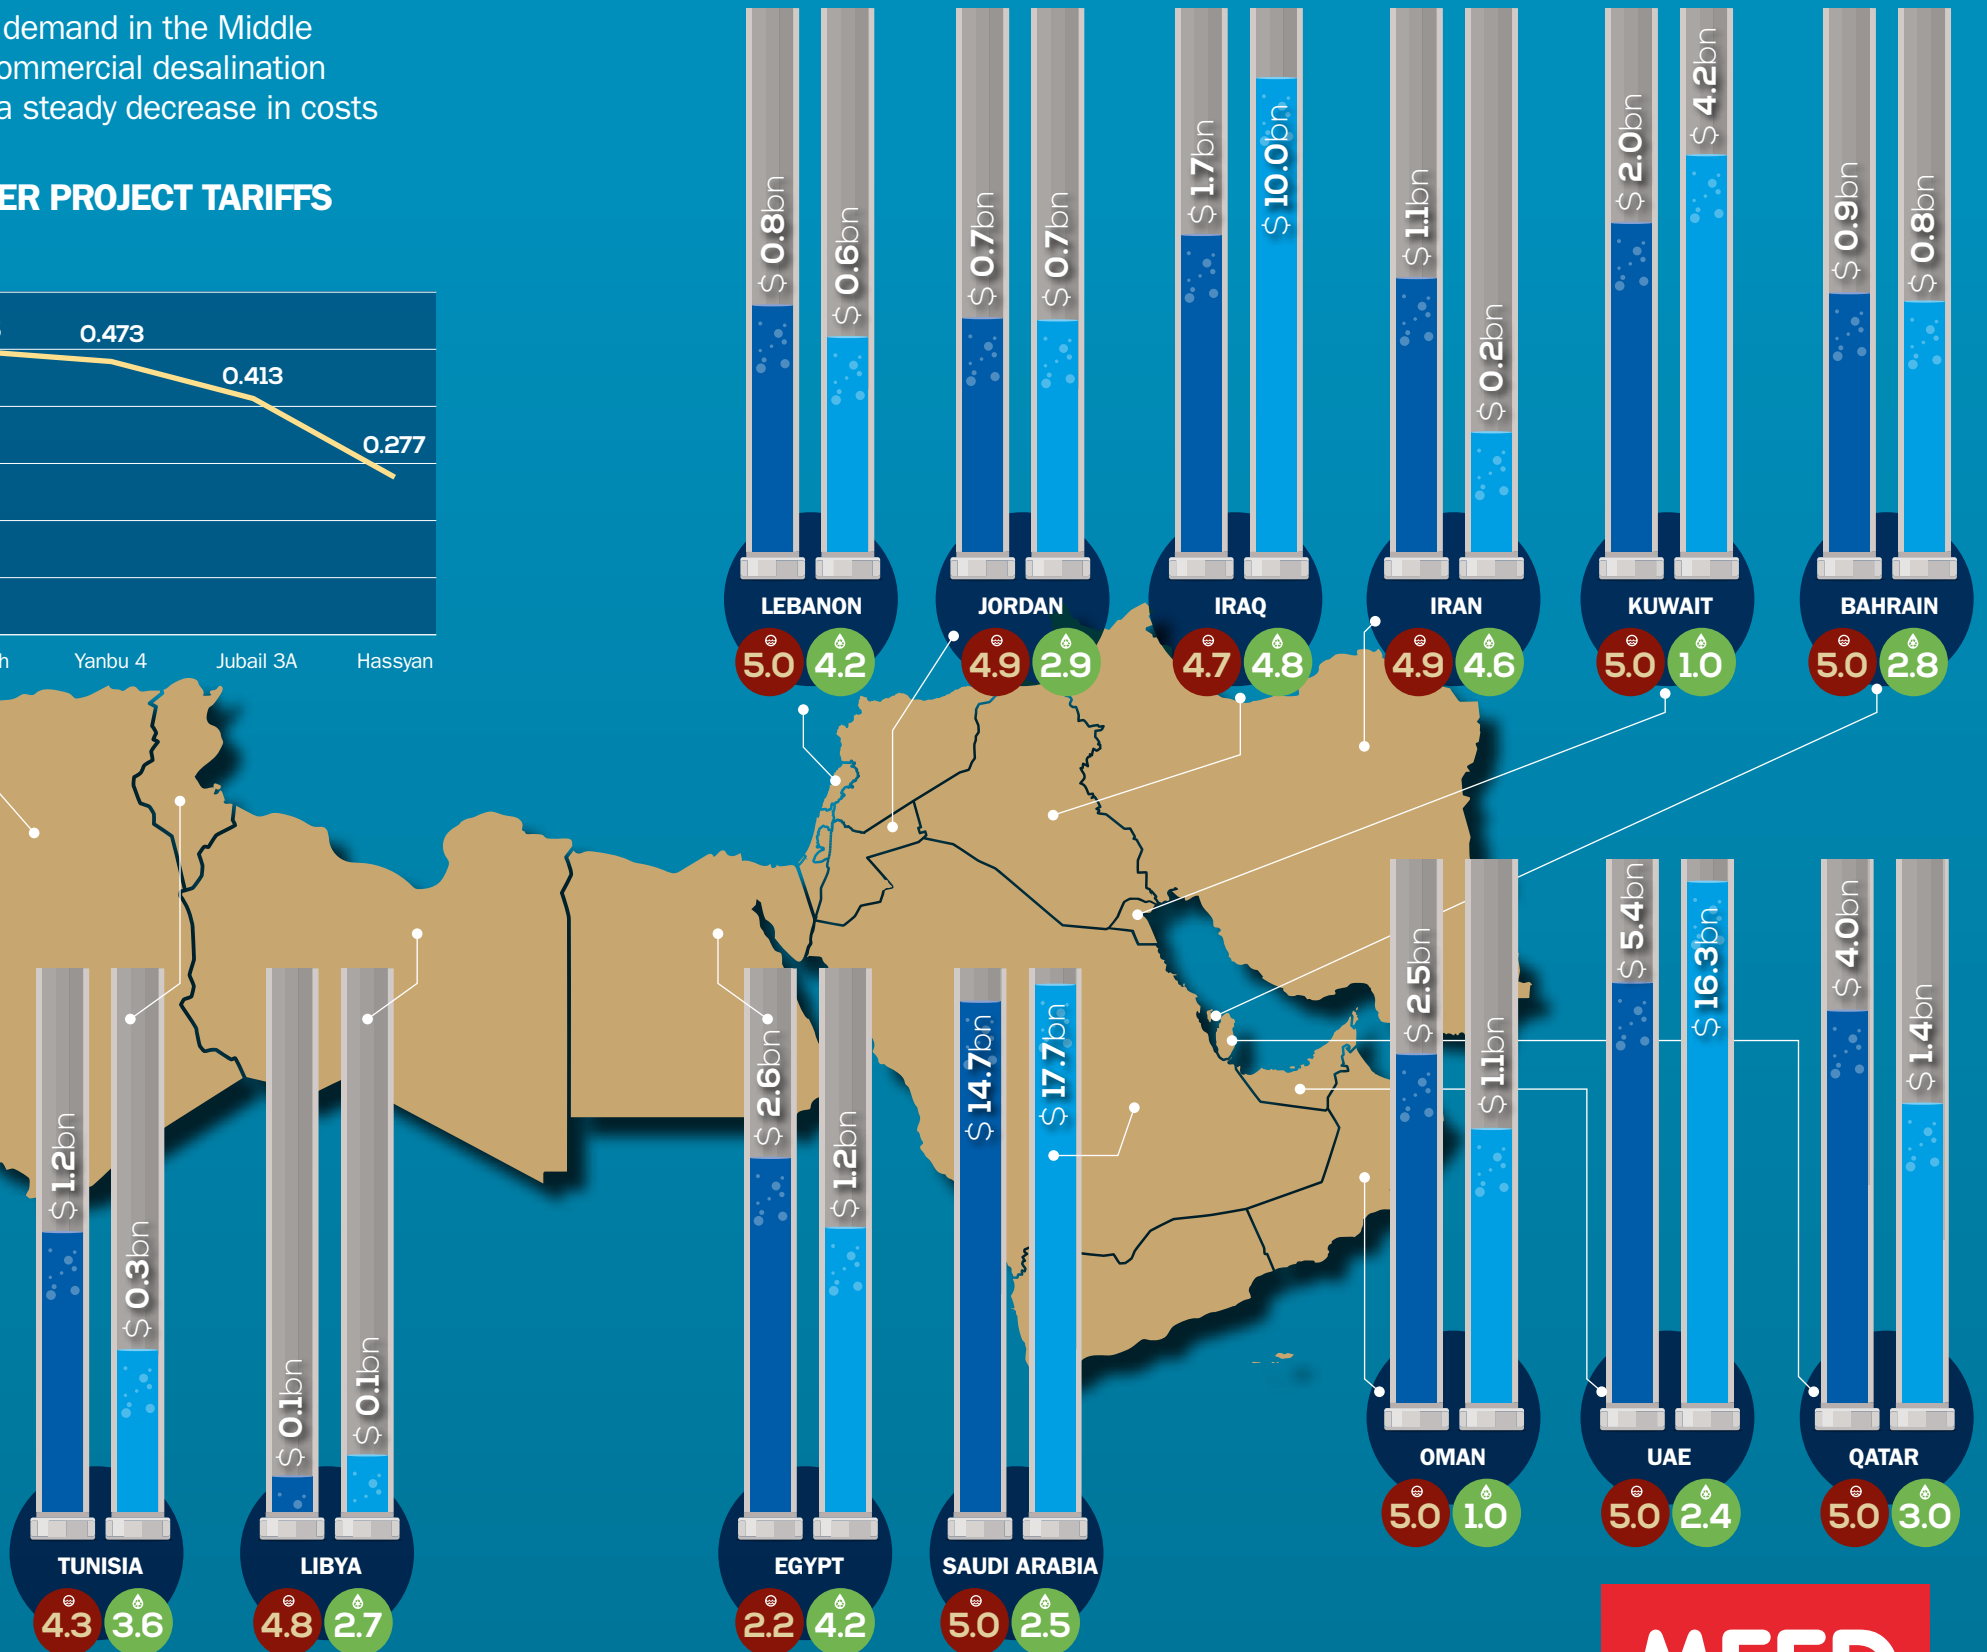 demand in the Middle
ommercial desalination
a steady decrease in costs
ER PROJECT TARIFFS
0.473
0.413
0.277
h
Yanbu 4
Jubail 3A
Hassyan
$ 0.8bn
$ 0.6bn
LEBANON
5.0
4.2
$ 0.7bn
$ 0.7bn
JORDAN
4.9
2.9
$ 1.7bn
$ 10.0bn
IRAQ
4.7
4.8
$ 1.1bn
$ 0.2bn
IRAN
4.9
4.6
$ 2.0bn
$ 4.2bn
KUWAIT
5.0
1.0
$ 0.9bn
$ 0.8bn
BAHRAIN
5.0
2.8
$ 1.2bn
$ 0.3bn
TUNISIA
4.3
3.6
$ 0.1bn
$ 0.1bn
LIBYA
4.8
2.7
$ 2.6bn
$ 1.2bn
EGYPT
2.2
4.2
$ 14.7bn
$ 17.7bn
SAUDI ARABIA
5.0
2.5
$ 2.5bn
$ 1.1bn
OMAN
5.0
1.0
$ 5.4bn
$ 16.3bn
UAE
5.0
2.4
$ 4.0bn
$ 1.4bn
QATAR
5.0
3.0
MEED